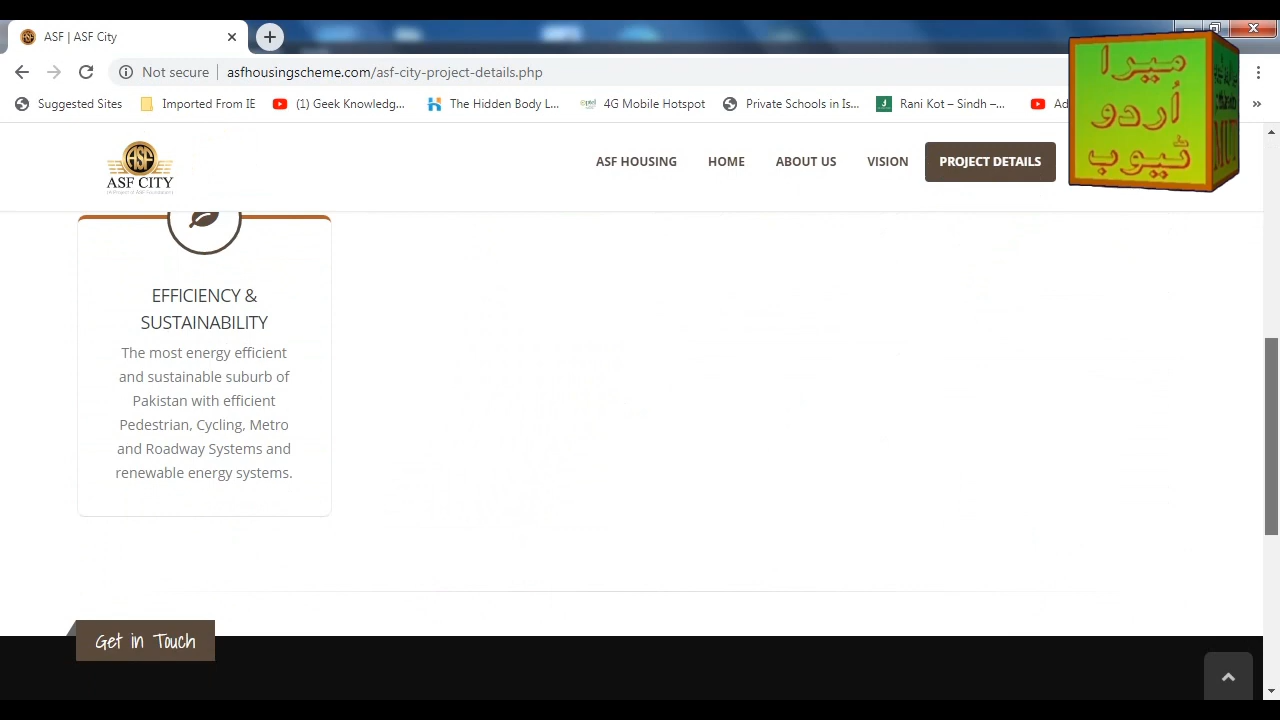 ASF | ASF City
Not secure
asfhousingscheme.com/asf-city-project-details.php
Suggested Sites
Imported From IE
(1) Geek Knowledg...
The Hidden Body L...
4G Mobile Hotspot
Private Schools in Is...
Rani Kot – Sindh –...
Ad
»
میرا
اُردو
ٹیوب
ASF
ASF CITY
ASF HOUSING
HOME
ABOUT US
VISION
PROJECT DETAILS
EFFICIENCY &
SUSTAINABILITY
The most energy efficient
and sustainable suburb of
Pakistan with efficient
Pedestrian, Cycling, Metro
and Roadway Systems and
renewable energy systems.
Get in Touch